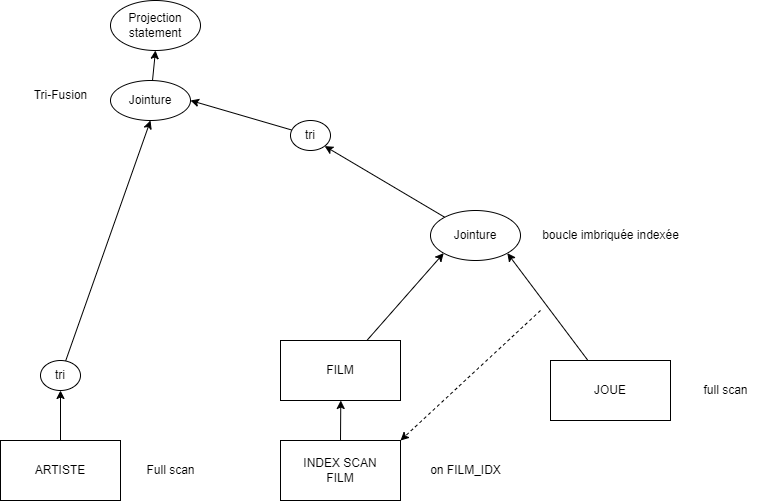 Projection
statement
Tri-Fusion
Jointure
tri
Jointure
boucle imbriquée indexée
FILM
tri
JOUE
full scan
ARTISTE
Full scan
INDEX SCAN
FILM
on FILM_IDX